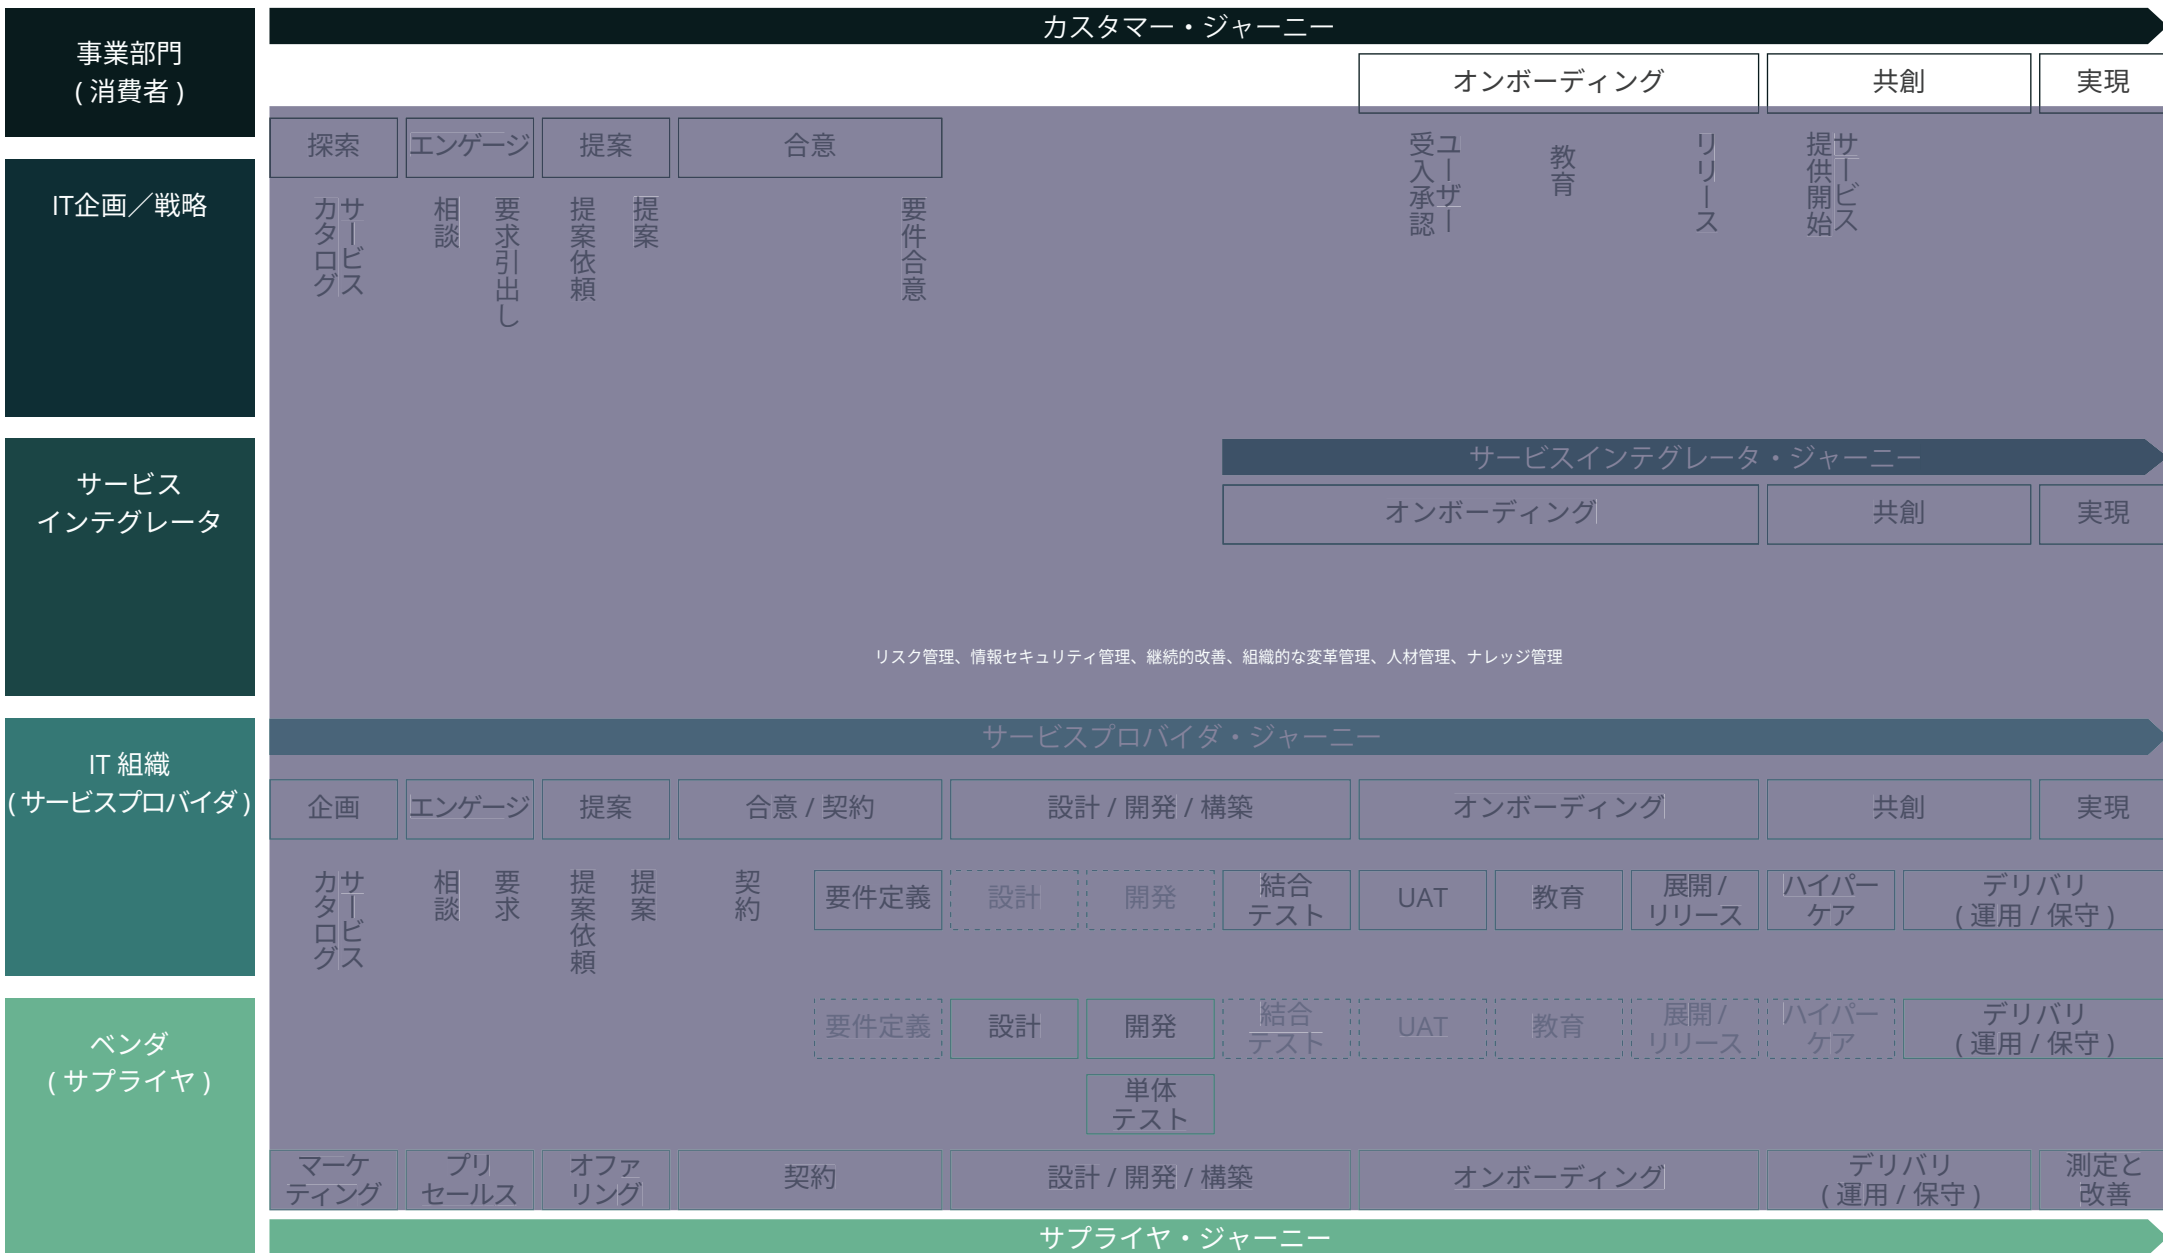 カスタマー・ジャーニー
事業部門
( 消費者 )
オンボーディング
共創
実現
探索
エンゲージ
提案
合意
ユーザー
受入承認
教育
リリース
サービス
提供開始
IT企画／戦略
サービス
カタログ
相談
要求引出し
提案依頼
提案
要件合意
サービス
インテグレータ
サービスインテグレータ・ジャーニー
オンボーディング
共創
実現
リスク管理、情報セキュリティ管理、継続的改善、組織的な変革管理、人材管理、ナレッジ管理
サービスプロバイダ・ジャーニー
IT 組織
( サービスプロバイダ )
企画
エンゲージ
提案
合意 / 契約
設計 / 開発 / 構築
オンボーディング
共創
実現
サービス
カタログ
相談
要求
提案依頼
提案
契約
要件定義
設計
開発
結合
テスト
UAT
教育
展開 /
リリース
ハイパー
ケア
デリバリ
( 運用 / 保守 )
ベンダ
( サプライヤ )
要件定義
設計
開発
結合
テスト
UAT
教育
展開 /
リリース
ハイパー
ケア
デリバリ
( 運用 / 保守 )
単体
テスト
マーケ
ティング
プリ
セールス
オファ
リング
契約
設計 / 開発 / 構築
オンボーディング
デリバリ
( 運用 / 保守 )
測定と
改善
サプライヤ・ジャーニー